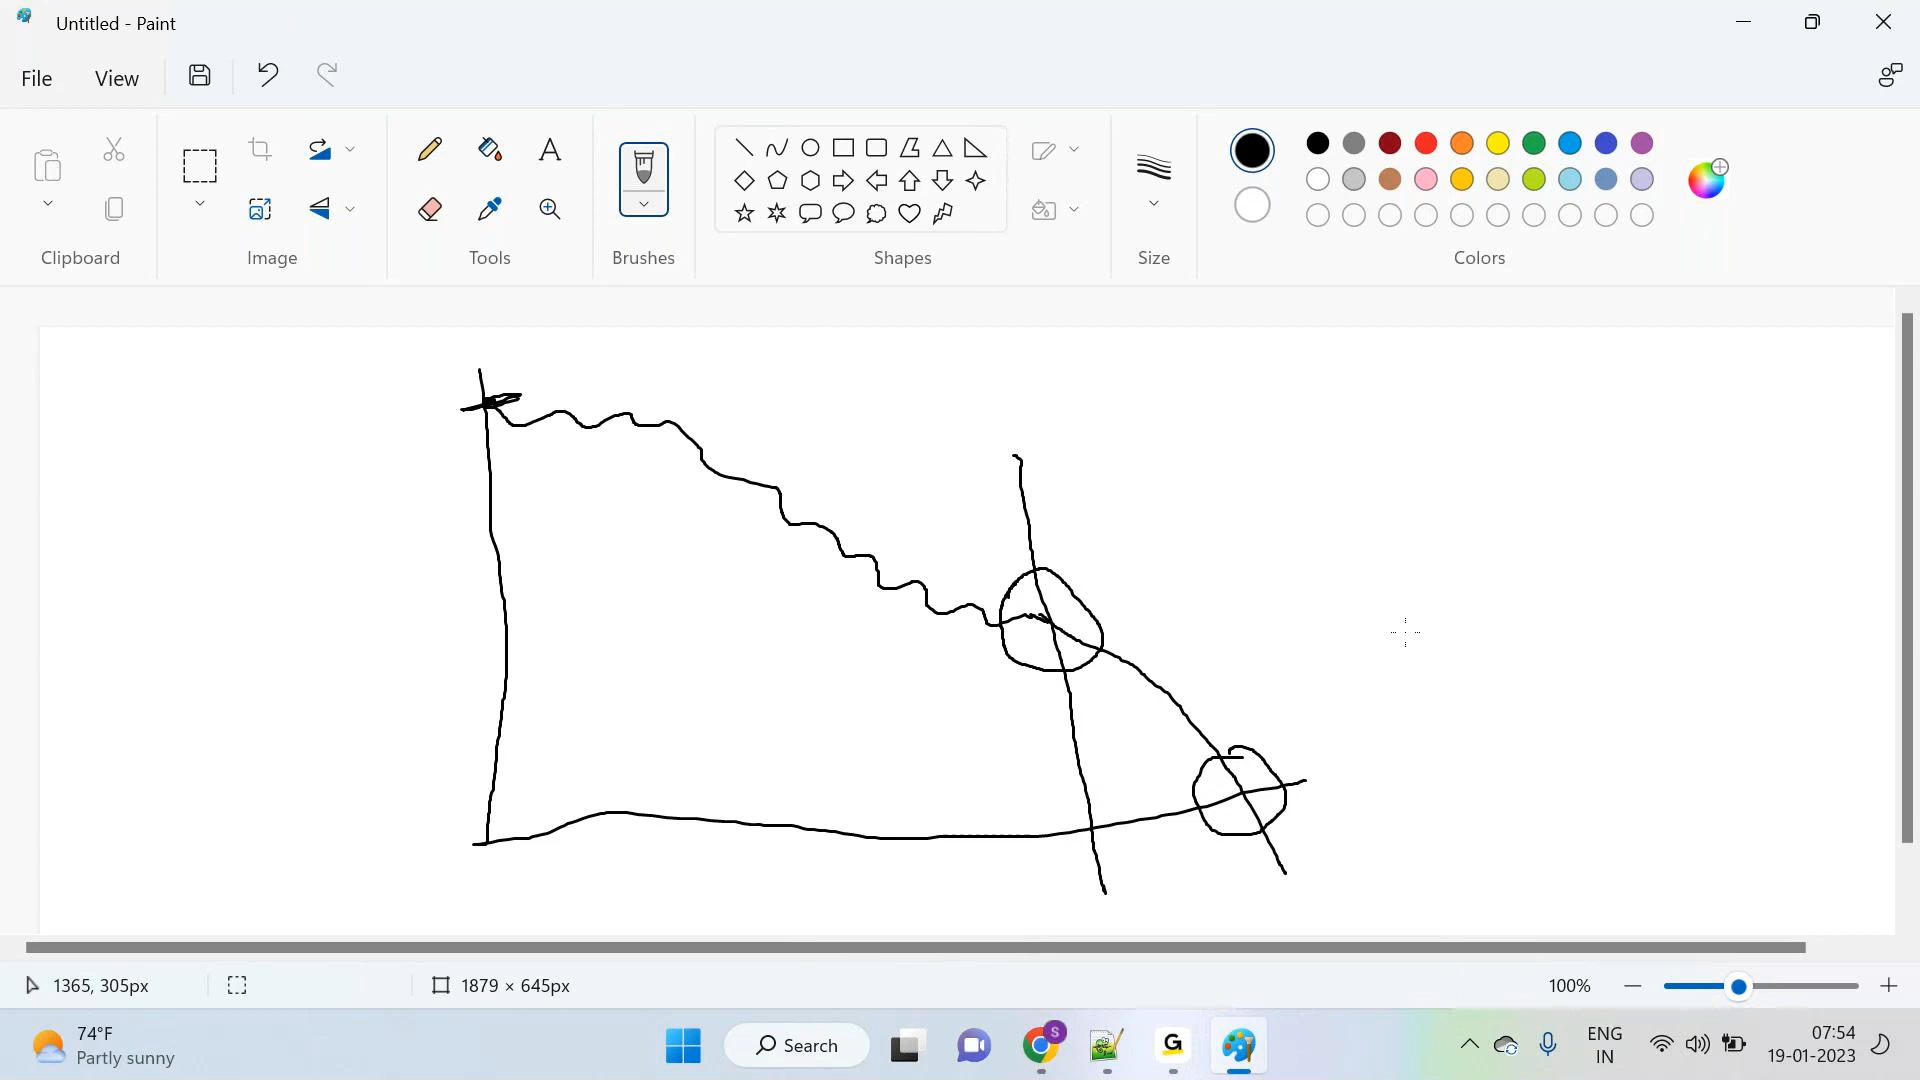 Untitled - Paint
File View
Clipboard Image Tools Brushes Shapes Size Colors
1365, 305px 1879 × 645px 100%
74°F
Partly sunny
Search
S
G
ENG
IN
07:54
19-01-2023